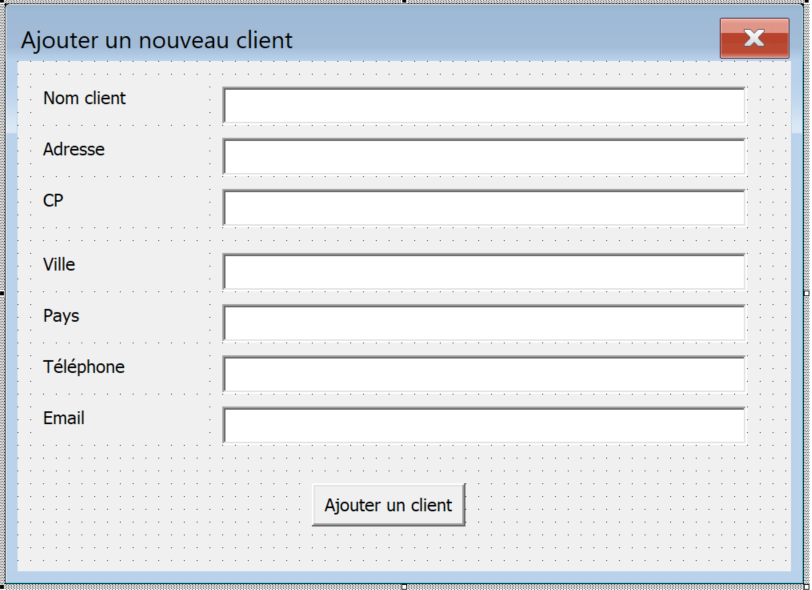 Ajouter un nouveau client
Nom client
Adresse
CP
Ville
Pays
Téléphone
Email
Ajouter un client